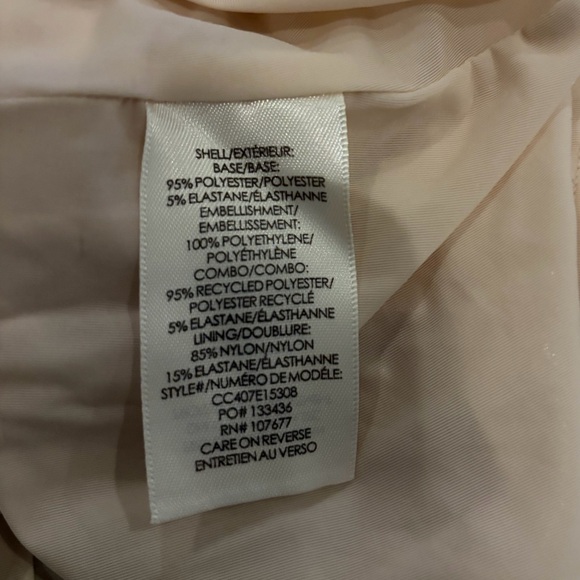 SHELL/EXTÉRIEUR:
BASE/BASE:
95% POLYESTER/POLYESTER
5% ELASTANE/ÉLASTHANNE
EMBELLISHMENT/
EMBELLISSEMENT:
100% POLYETHYLENE/
POLYÉTHYLÈNE
COMBO/COMBO:
95% RECYCLED POLYESTER/
POLYESTER RECYCLÉ
5% ELASTANE/ÉLASTHANNE
LINING/DOUBLURE:
85% NYLON/NYLON
15% ELASTANE/ÉLASTHANNE
STYLE#/NUMÉRO DE MODÈLE:
CC407E15308
PO# 133436
RN# 107677
CARE ON REVERSE
ENTRETIEN AU VERSO